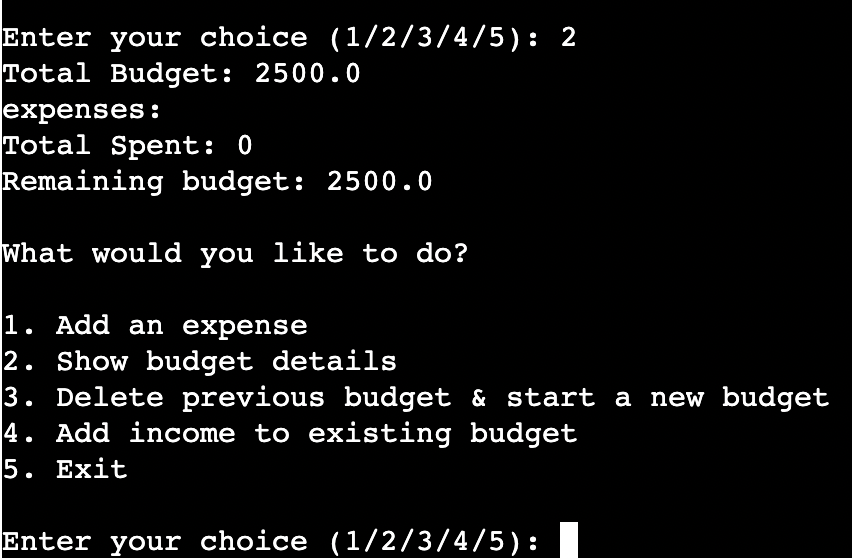 Enter your choice (1/2/3/4/5): 2
Total Budget: 2500.0
expenses:
Total Spent: 0
Remaining budget: 2500.0
What would you like to do?
1. Add an expense
2. Show budget details
3. Delete previous budget & start a new budget
4. Add income to existing budget
5. Exit
Enter your choice (1/2/3/4/5):